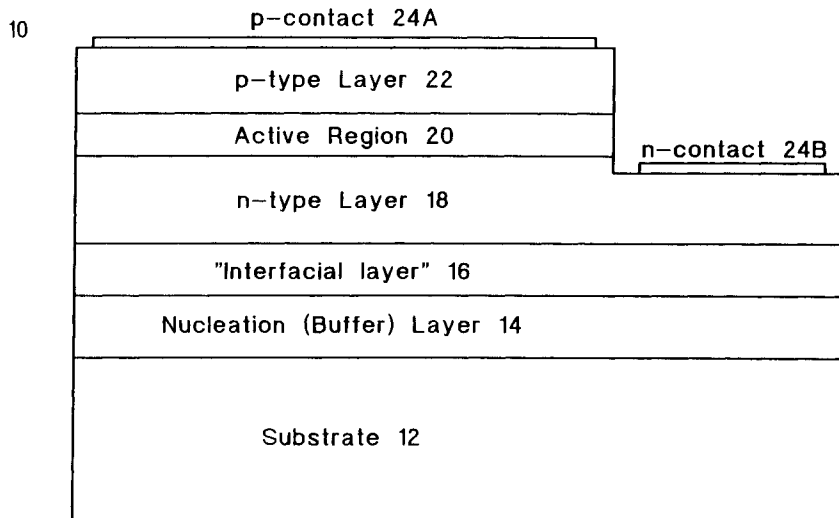 10
p-contact 24A
p-type Layer 22
Active Region 20
n-contact 24B
n-type Layer 18
"Interfacial layer" 16
Nucleation (Buffer) Layer 14
Substrate 12